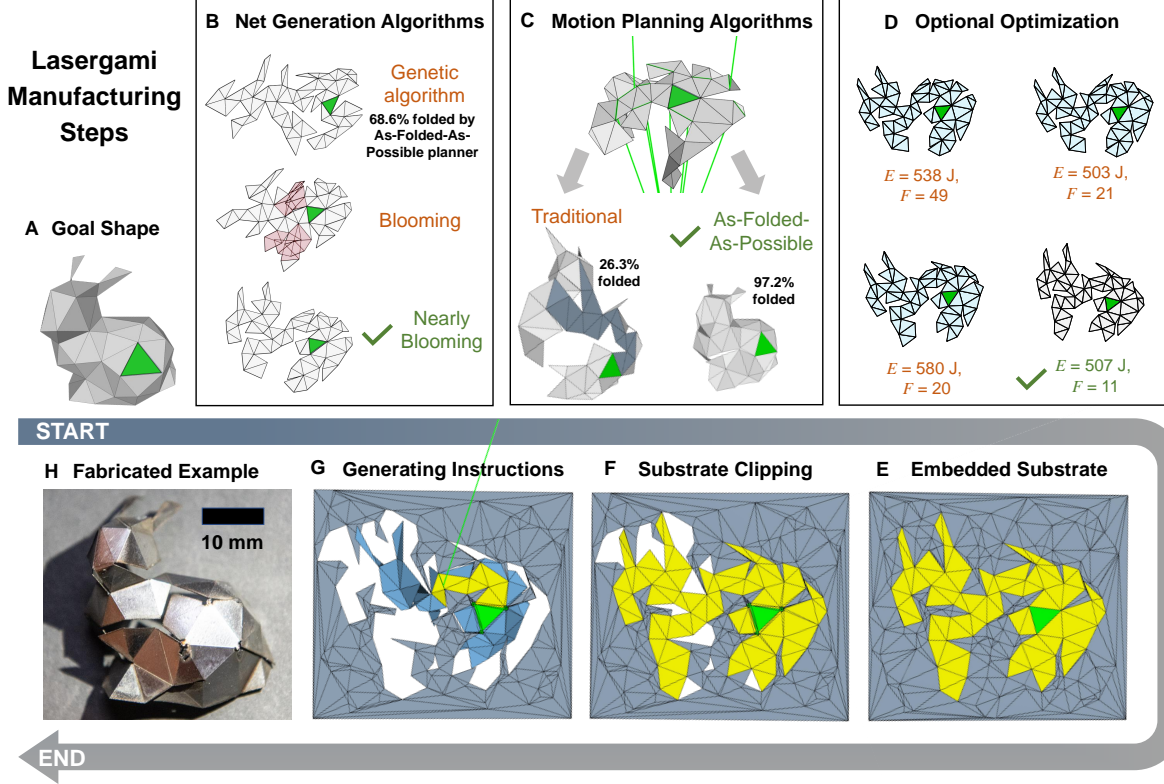 Lasergami
Manufacturing
Steps
A Goal Shape
B Net Generation Algorithms
Genetic
algorithm
68.6% folded by
As-Folded-As-
Possible planner
Blooming
Nearly
Blooming
C Motion Planning Algorithms
Traditional
26.3%
folded
As-Folded-
As-Possible
97.2%
folded
D Optional Optimization
E = 538 J,
F = 49
E = 503 J,
F = 21
E = 580 J,
F = 20
E = 507 J,
F = 11
START
H Fabricated Example
10 mm
G Generating Instructions
F Substrate Clipping
E Embedded Substrate
END